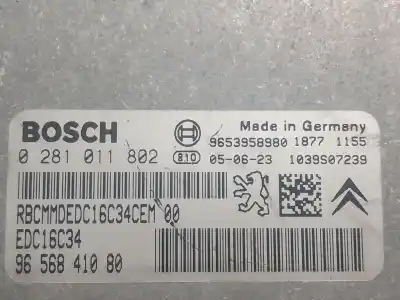 BOSCH
Made in Germany
9653958980 1877 1155
0 281 011 802
810
05-06-23 1039S07239
RBCMMDEDC16C34CEM 00
EDC16C34
96 568 410 80